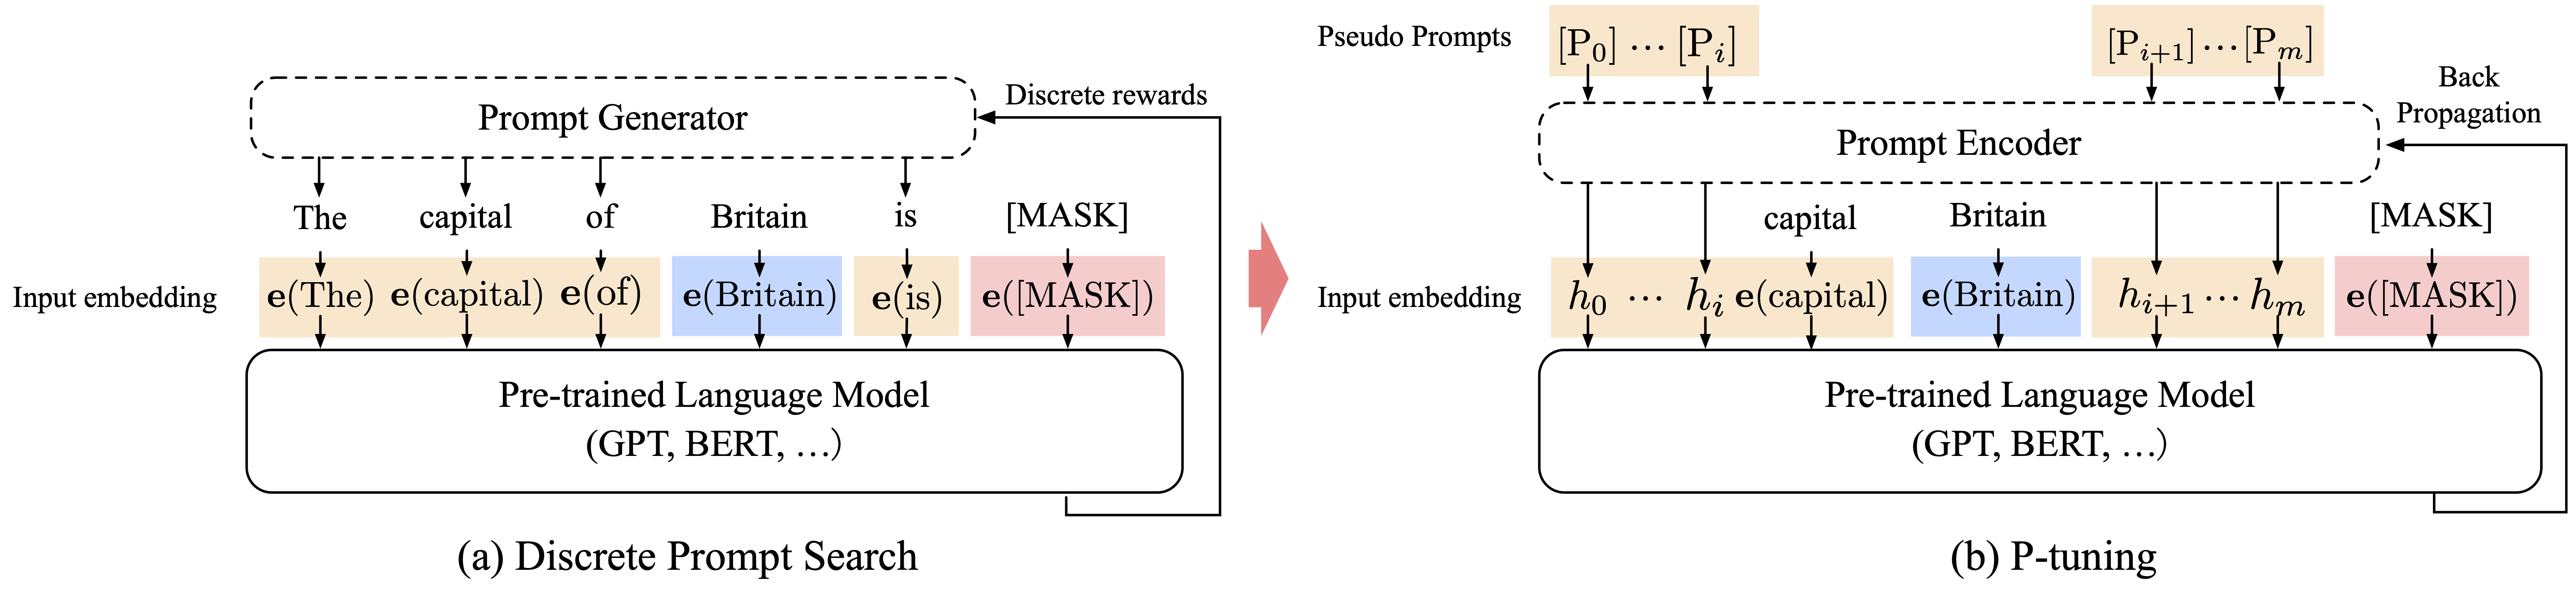 Prompt Generator
Discrete rewards
The capital of Britain is [MASK]
Input embedding e(The) e(capital) e(of) e(Britain) e(is) e([MASK])
Pre-trained Language Model
(GPT, BERT, …)
(a) Discrete Prompt Search
Pseudo Prompts [P₀] ⋯ [Pᵢ] [Pᵢ₊₁] ⋯ [Pₘ]
Back
Propagation
Prompt Encoder
capital Britain [MASK]
Input embedding h₀ ⋯ hᵢ e(capital) e(Britain) hᵢ₊₁ ⋯ hₘ e([MASK])
Pre-trained Language Model
(GPT, BERT, …)
(b) P-tuning